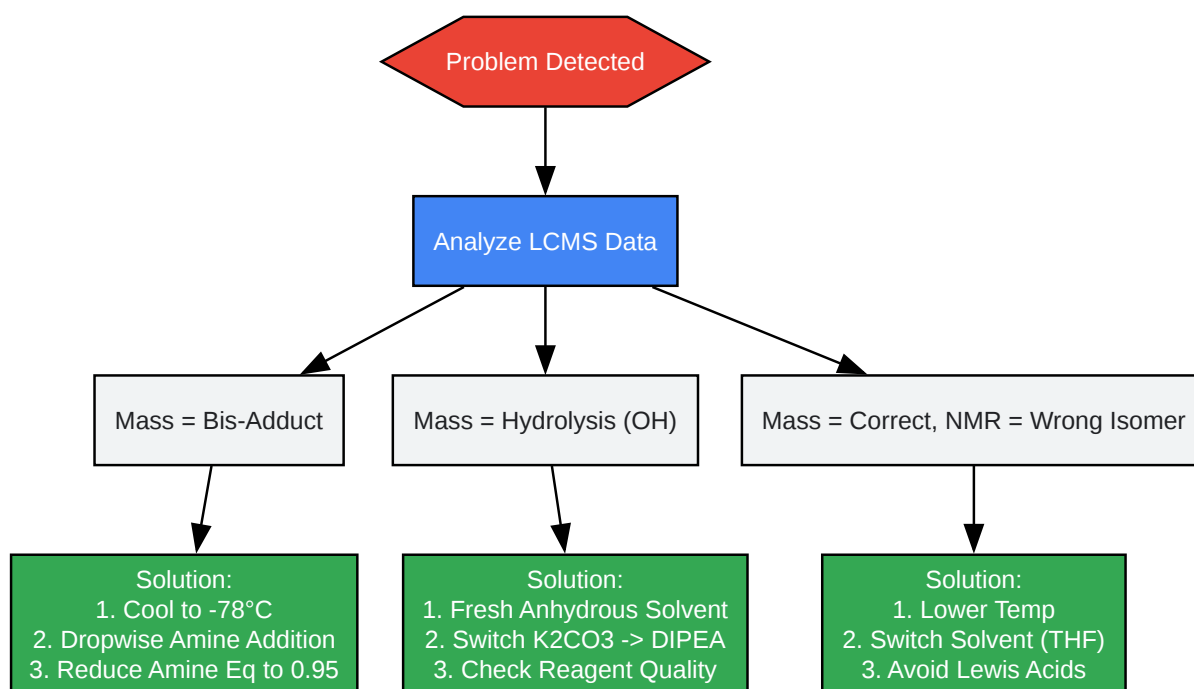 Problem Detected
Analyze LCMS Data
Mass = Bis-Adduct
Mass = Hydrolysis (OH)
Mass = Correct, NMR = Wrong Isomer
Solution:
1. Cool to -78°C
2. Dropwise Amine Addition
3. Reduce Amine Eq to 0.95
Solution:
1. Fresh Anhydrous Solvent
2. Switch K2CO3 -> DIPEA
3. Check Reagent Quality
Solution:
1. Lower Temp
2. Switch Solvent (THF)
3. Avoid Lewis Acids